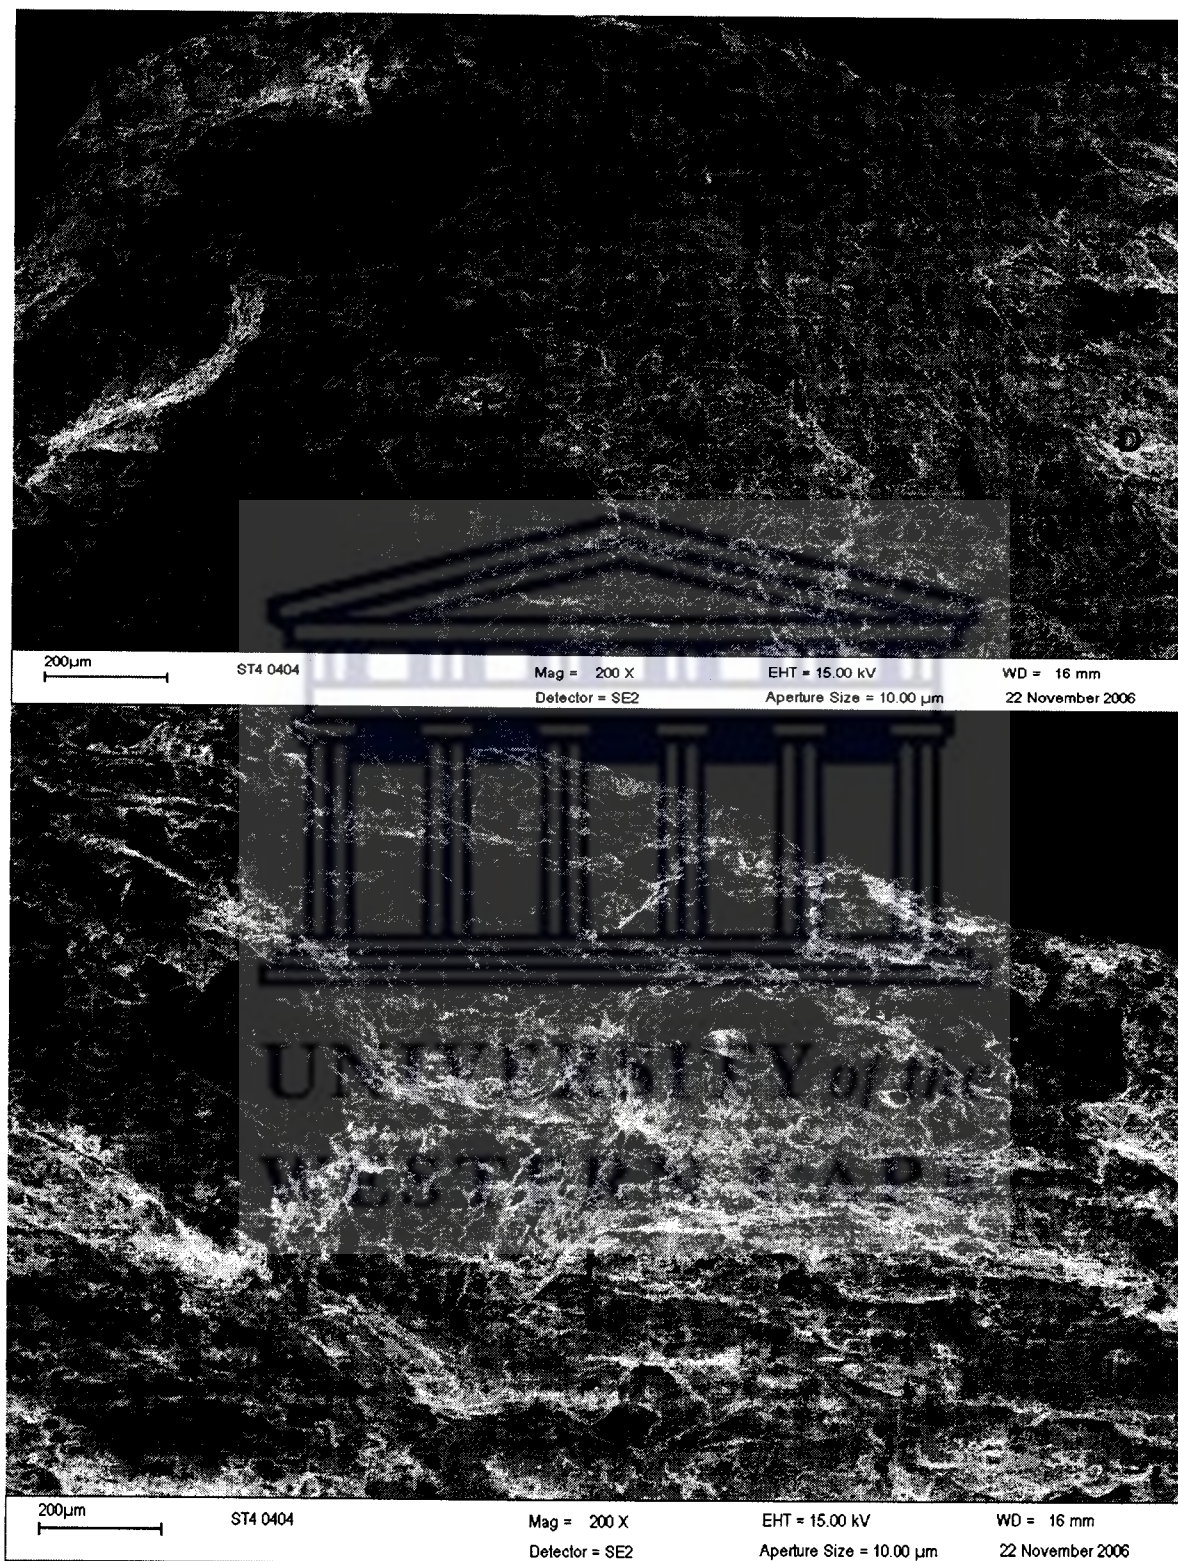 D
200µm ST4 0404 Mag = 200 X EHT = 15.00 kV WD = 16 mm
Detector = SE2 Aperture Size = 10.00 µm 22 November 2006
UNIVERSITY of the
WESTERN CAPE
E
200µm ST4 0404 Mag = 200 X EHT = 15.00 kV WD = 16 mm
Detector = SE2 Aperture Size = 10.00 µm 22 November 2006